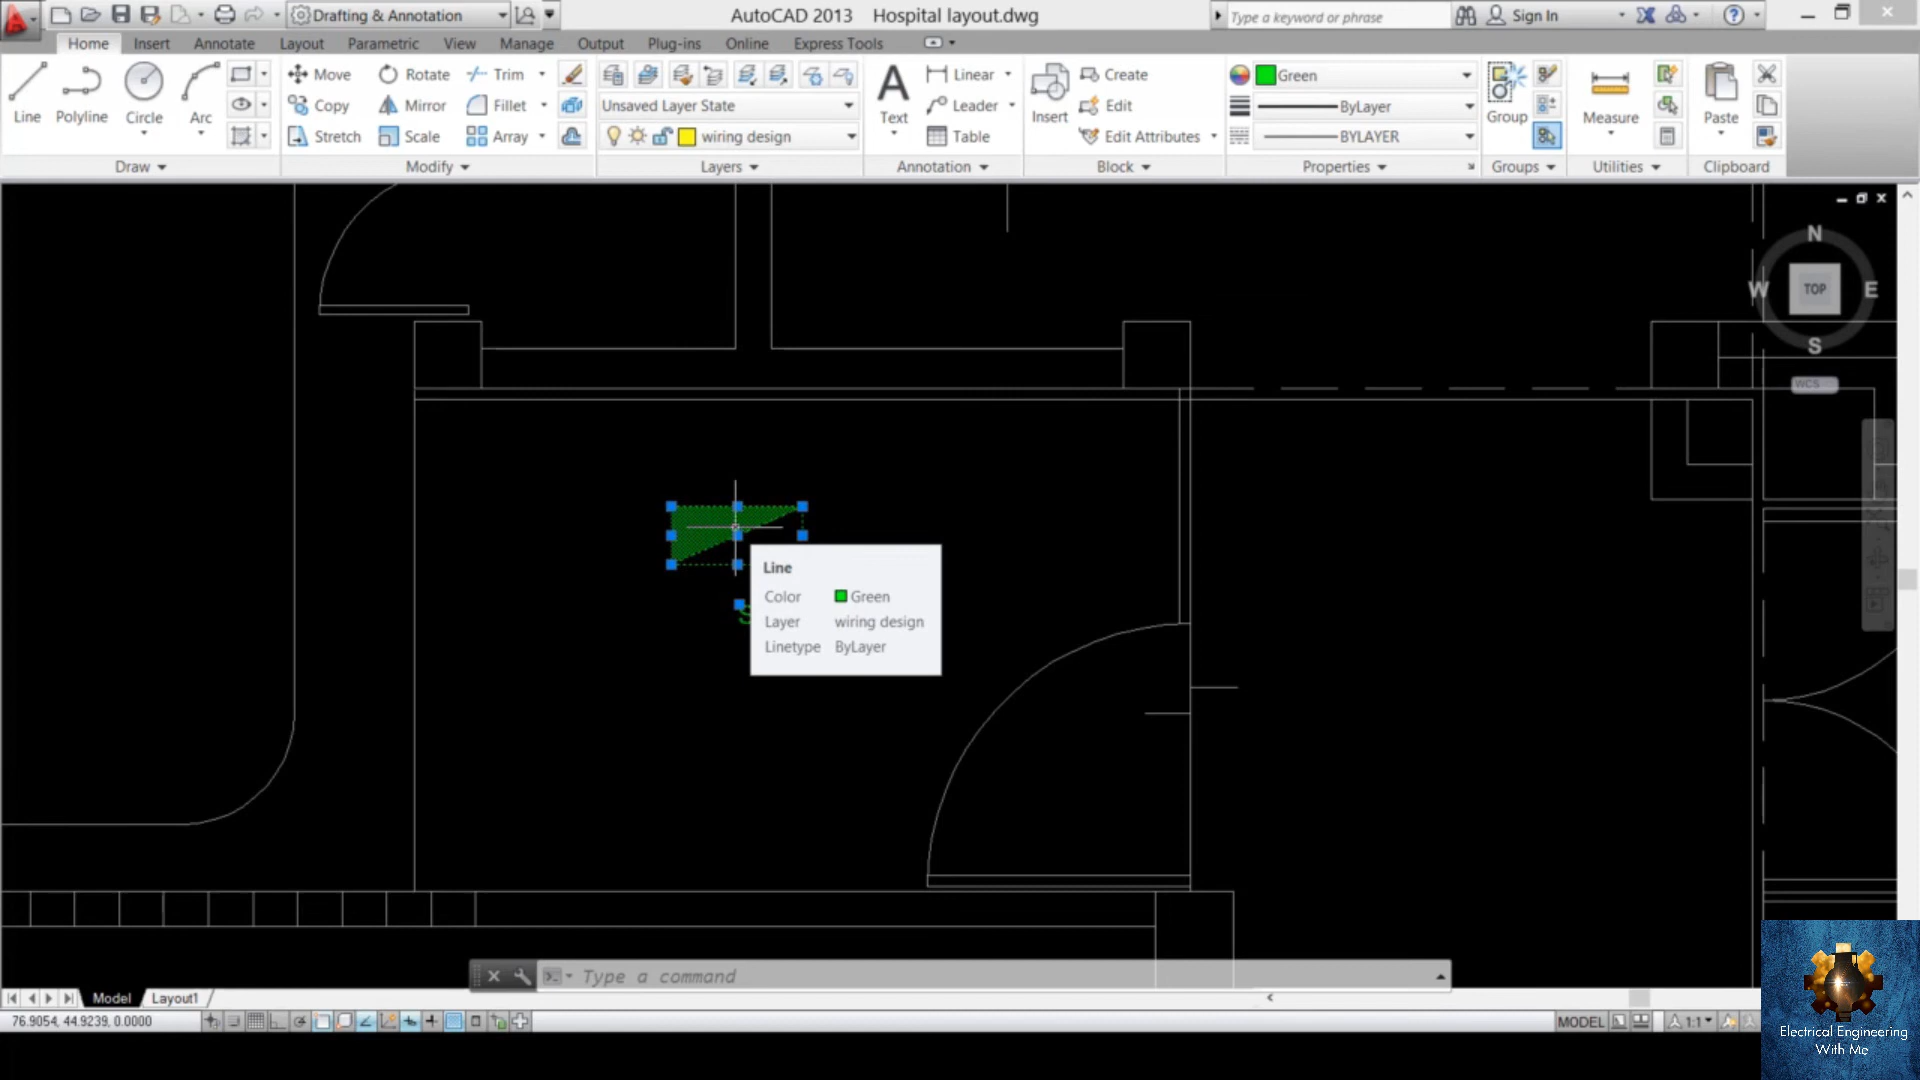 Drafting & Annotation
AutoCAD 2013 Hospital layout.dwg
Type a keyword or phrase
Sign In
Home Insert Annotate Layout Parametric View Manage Output Plug-ins Online Express Tools
Line Polyline Circle Arc
Move Rotate Trim
Copy Mirror Fillet
Stretch Scale Array
Unsaved Layer State
wiring design
Text
Linear
Leader
Table
Insert
Create
Edit
Edit Attributes
Green
ByLayer
BYLAYER
Group
Measure
Paste
Draw Modify Layers Annotation Block Properties Groups Utilities Clipboard
N
W TOP E
S
WCS
Line
Color Green
Layer wiring design
Linetype ByLayer
S
Type a command
Model Layout1
76.9054, 44.9239, 0.0000
MODEL
1:1
Electrical Engineering
With Me